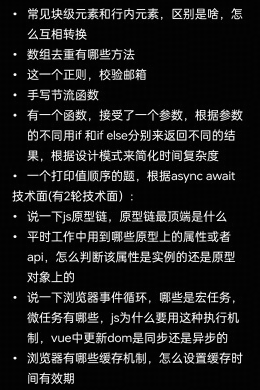 • 常见块级元素和行内元素，区别是啥，怎
么互相转换
• 数组去重有哪些方法
• 这一个正则，校验邮箱
• 手写节流函数
• 有一个函数，接受了一个参数，根据参数
的不同用if 和if else分别来返回不同的结
果，根据设计模式来简化时间复杂度
• 一个打印值顺序的题，根据async await
技术面(有2轮技术面）:
• 说一下js原型链，原型链最顶端是什么
• 平时工作中用到哪些原型上的属性或者
api，怎么判断该属性是实例的还是原型
对象上的
• 说一下浏览器事件循环，哪些是宏任务，
微任务有哪些，js为什么要用这种执行机
制，vue中更新dom是同步还是异步的
• 浏览器有哪些缓存机制，怎么设置缓存时
间有效期